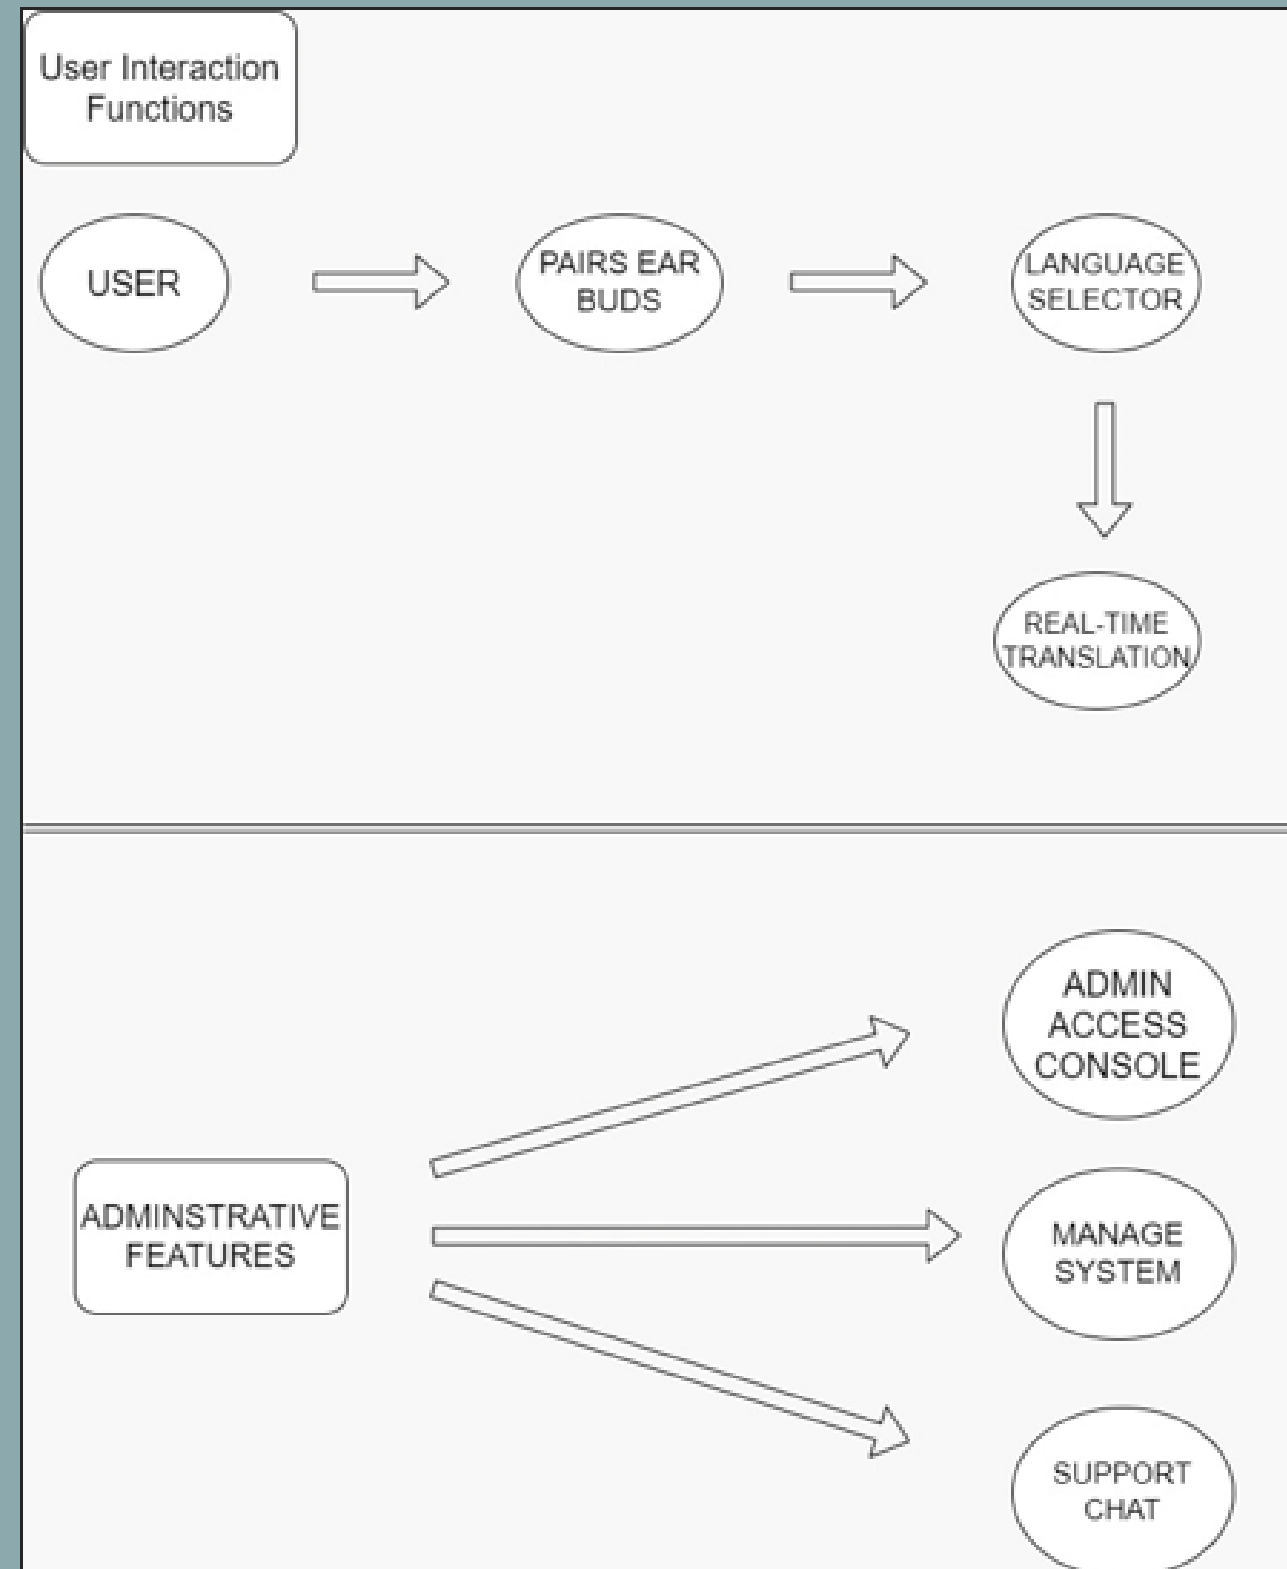 User Interaction
Functions
USER
PAIRS EAR
BUDS
LANGUAGE
SELECTOR
REAL-TIME
TRANSLATION
ADMIN
ACCESS
CONSOLE
ADMINSTRATIVE
FEATURES
MANAGE
SYSTEM
SUPPORT
CHAT